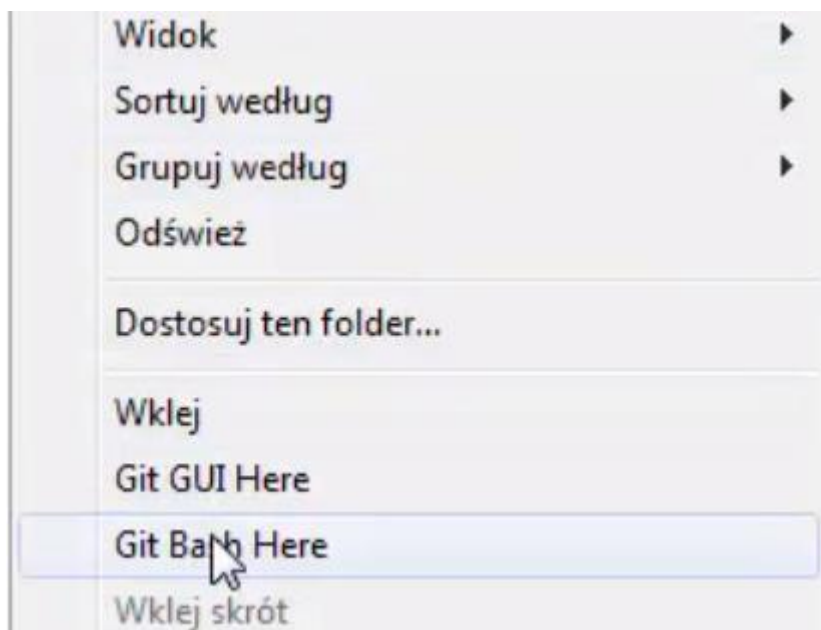 Widok
Sortuj według
Grupuj według
Odśwież
Dostosuj ten folder...
Wklej
Git GUI Here
Git Bash Here
Wklej skrót